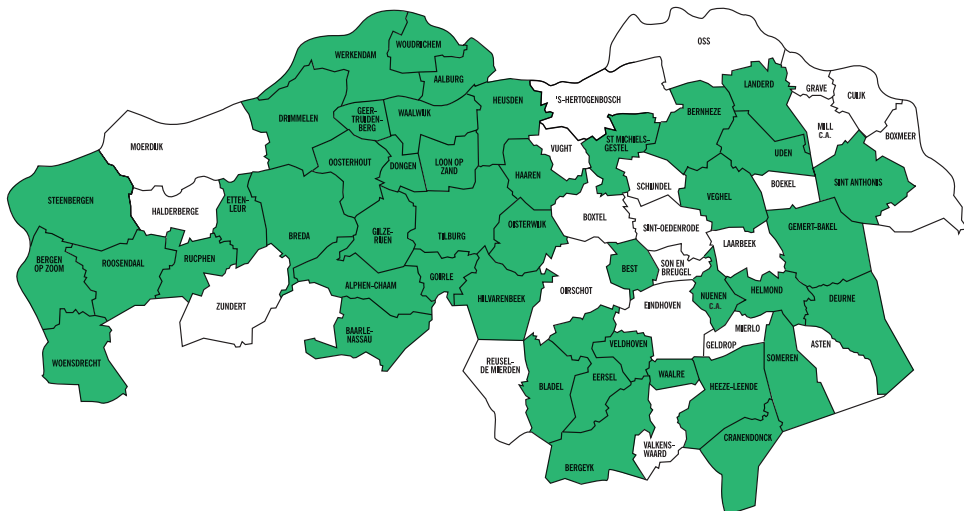 OSS
WOUDRICHEM
WERKENDAM
AALBURG
LANDERD
GRAVE
CUIJK
HEUSDEN
'S-HERTOGENBOSCH
DRIMMELEN
GEER-
TRUIDEN-
BERG
WAALWIJK
BERNHEZE
MILL
C.A.
BOXMEER
MOERDIJK
OOSTERHOUT
DONGEN
LOON OP
ZAND
VUGHT
ST MICHIELS-
GESTEL
UDEN
HAAREN
SCHIJNDEL
BOEKEL
SINT ANTHONIS
STEENBERGEN
HALDERBERGE
ETTEN-
LEUR
VEGHEL
BOXTEL
SINT-OEDENRODE
GEMERT-BAKEL
BREDA
GILZE-
RIJEN
TILBURG
OISTERWIJK
LAARBEEK
BERGEN
OP ZOOM
ROOSENDAAL
RUCPHEN
BEST
SON EN
BREUGEL
GOIRLE
ALPHEN-CHAAM
HILVARENBEEK
OIRSCHOT
NUENEN
C.A.
HELMOND
DEURNE
ZUNDERT
EINDHOVEN
BAARLE-
NASSAU
MIERLO
VELDHOVEN
GELDROP
ASTEN
WOENSDRECHT
REUSEL-
DE MIERDEN
BLADEL
EERSEL
WAALRE
SOMEREN
HEEZE-LEENDE
CRANENDONCK
VALKENS-
WAARD
BERGEYK